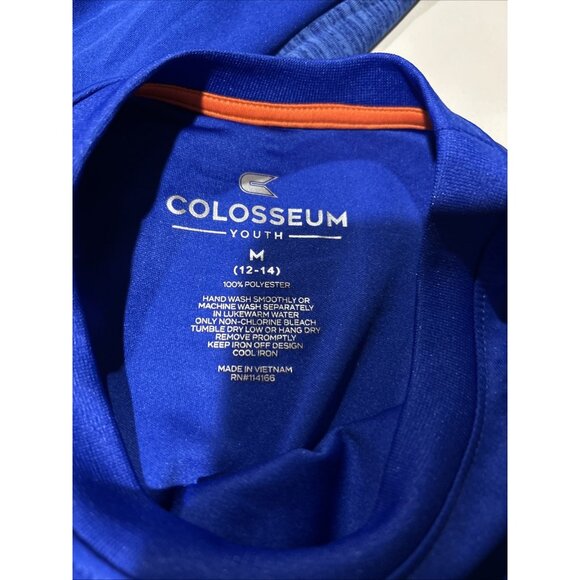 COLOSSEUM
YOUTH
M
(12-14)
100% POLYESTER
HAND WASH SMOOTHLY OR
MACHINE WASH SEPARATELY
IN LUKEWARM WATER
ONLY NON-CHLORINE BLEACH
TUMBLE DRY LOW OR HANG DRY
REMOVE PROMPTLY
KEEP IRON OFF DESIGN
COOL IRON
MADE IN VIETNAM
RN#114166